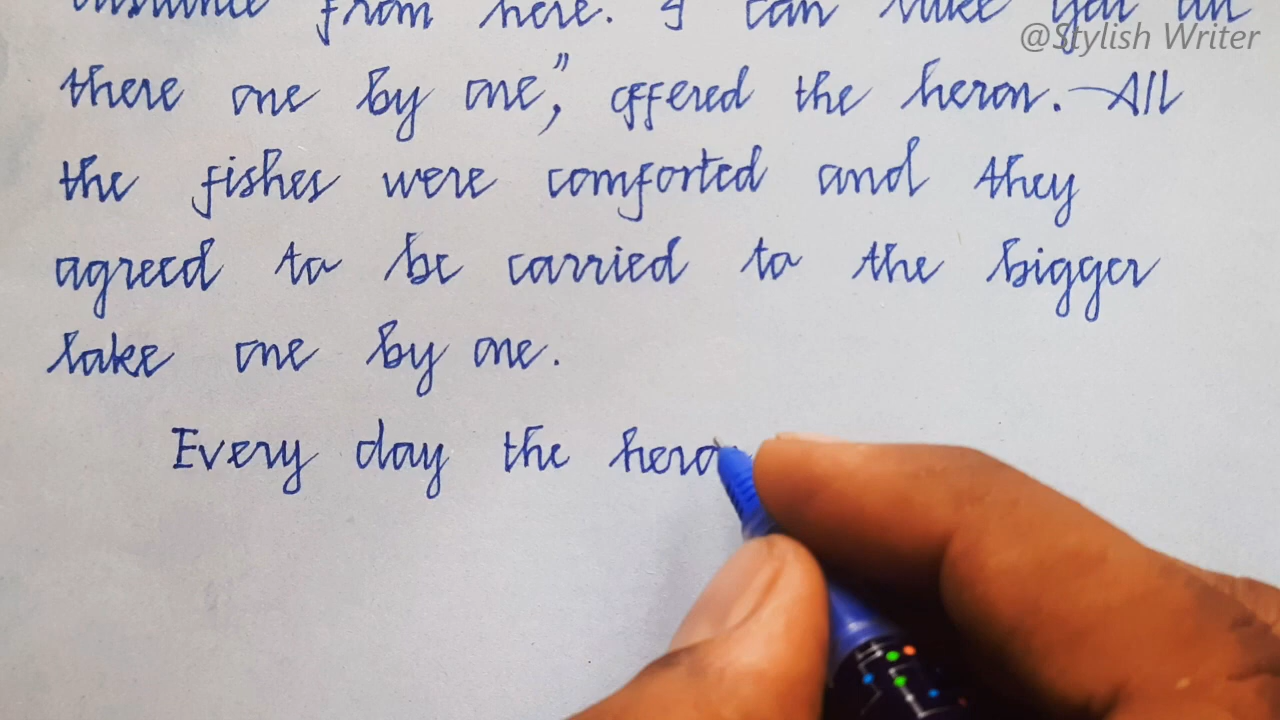 distance from here. I can take you all
@Stylish Writer
there one by one", offered the heron. All
the fishes were comforted and they
agreed to be carried to the bigger
lake one by one.
Every day the hero